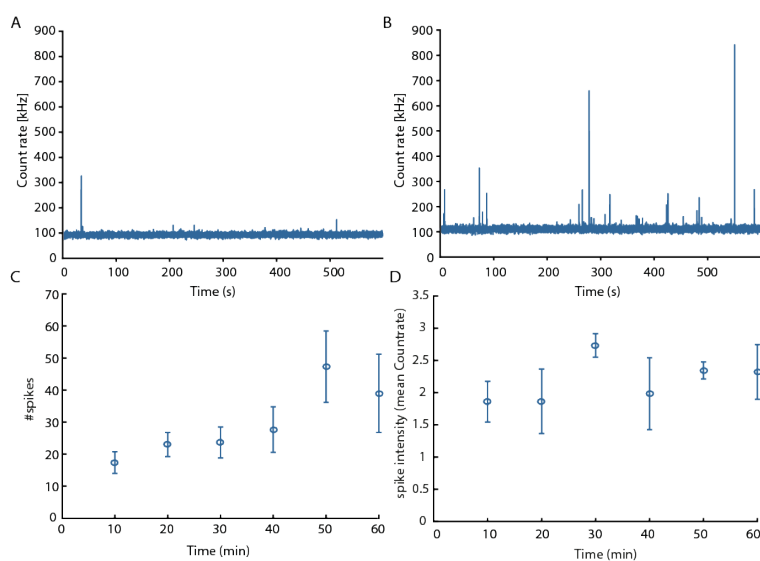 A
900
800
700
600
500
400
300
200
100
0
Count rate [kHz]
0 100 200 300 400 500
Time (s)
B
900
800
700
600
500
400
300
200
100
0
Count rate [kHz]
0 100 200 300 400 500
Time (s)
C
70
60
50
40
30
20
10
0
#spikes
0 10 20 30 40 50 60
Time (min)
D
3.5
3
2.5
2
1.5
1
0.5
0
spike intensity (mean Countrate)
0 10 20 30 40 50 60
Time (min)